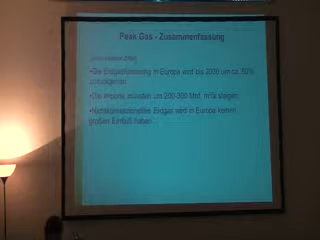 Peak Gas - Zusammenfassung
•Die Erdgasförderung in Europa wird bis 2030 um ca. 50%
zurückgehen
•Die Importe müssten um 200-300 Mrd. m³/a steigen
•Nichtkonventionelles Erdgas wird in Europa keinen
großen Einfluß haben